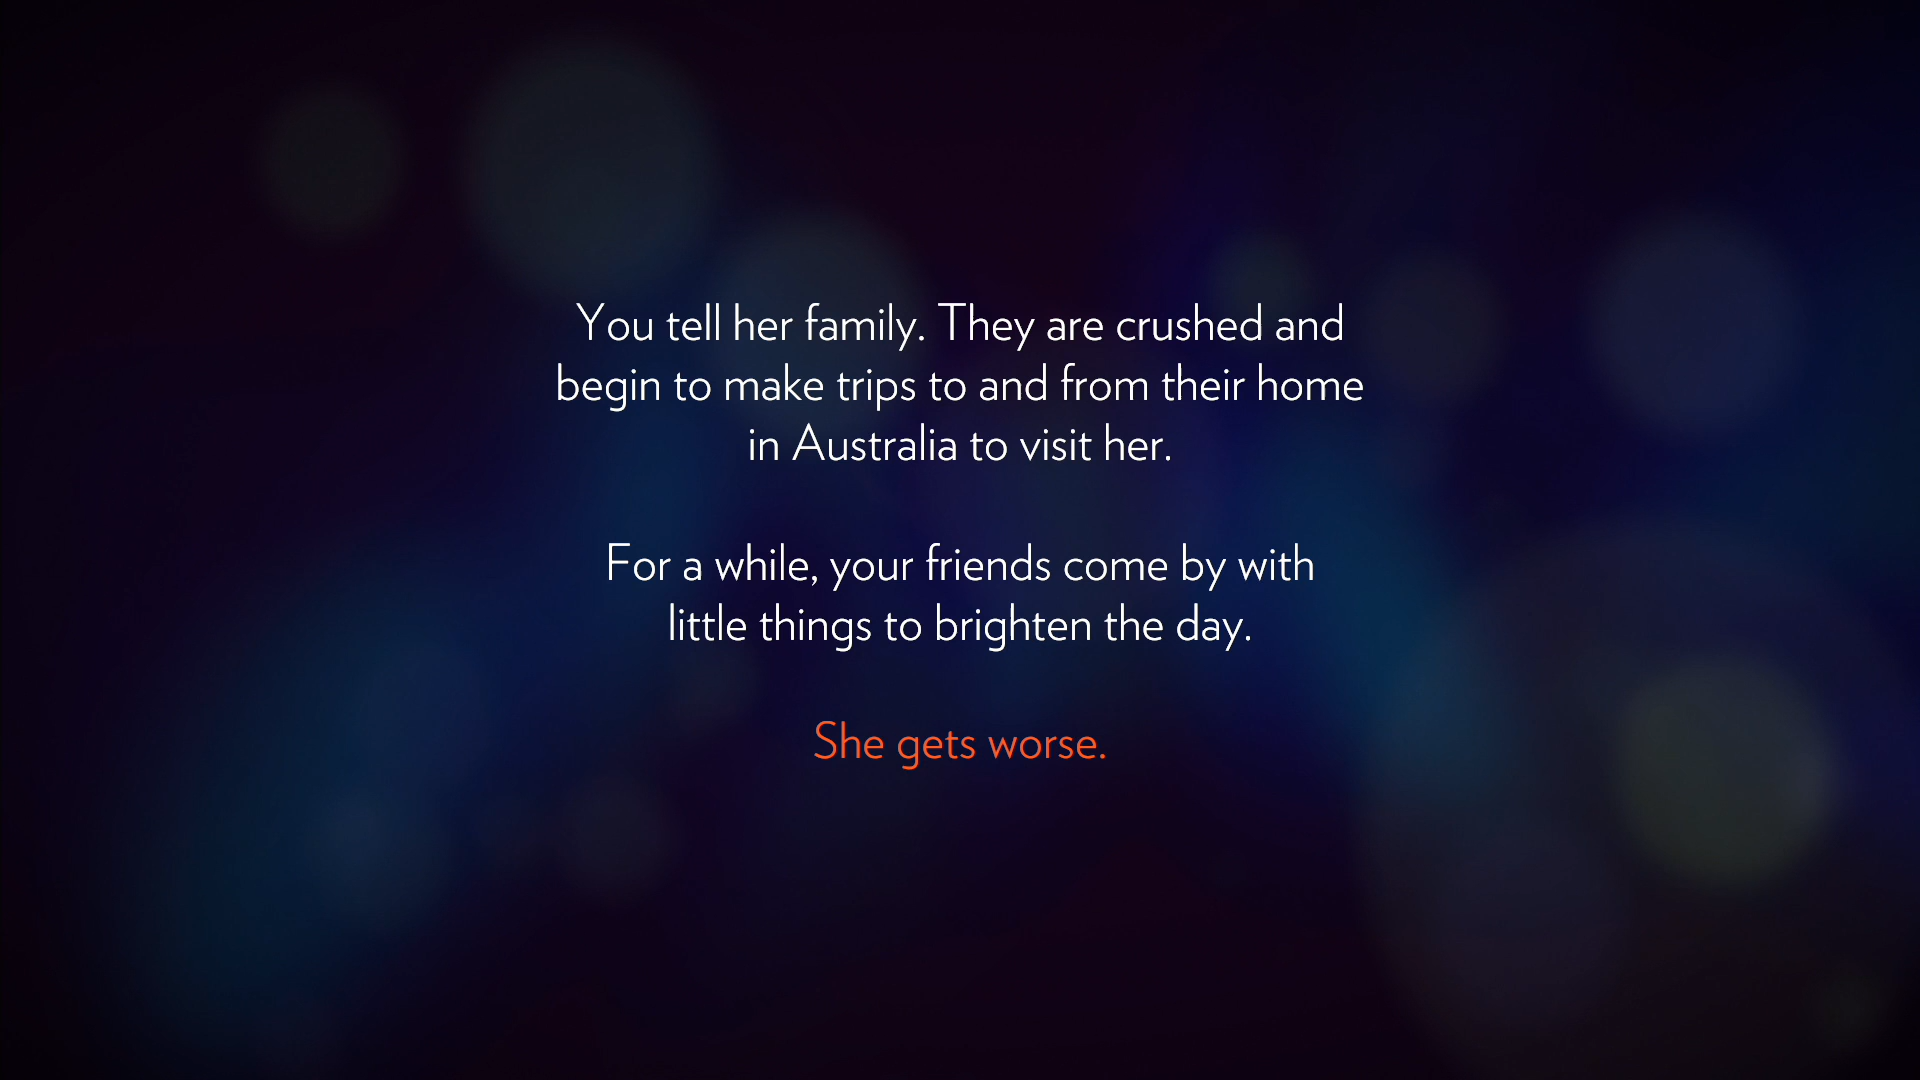 You tell her family. They are crushed and
begin to make trips to and from their home
in Australia to visit her.
For a while, your friends come by with
little things to brighten the day.
She gets worse.